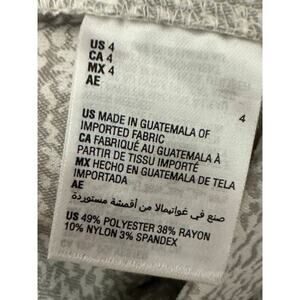 US 4
CA 4
MX 4
AE
4
US MADE IN GUATEMALA OF
IMPORTED FABRIC
CA FABRIQUÉ AU GUATEMALA À
PARTIR DE TISSU IMPORTÉ
MX HECHO EN GUATEMALA DE TELA
IMPORTADA
AE
صنع في غواتيمالا من أقمشة مستوردة
US 49% POLYESTER 38% RAYON
10% NYLON 3% SPANDEX